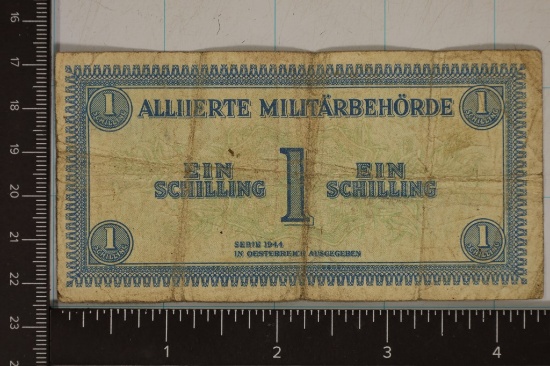 16
17
18
19
20
21
22
23
1 ALLIIERTE MILITÄRBEHÖRDE 1
EIN 1 EIN
SCHILLING SCHILLING
1 1
SERIE 1944
IN OESTERREICH AUSGEGEBEN
1 2 3 4